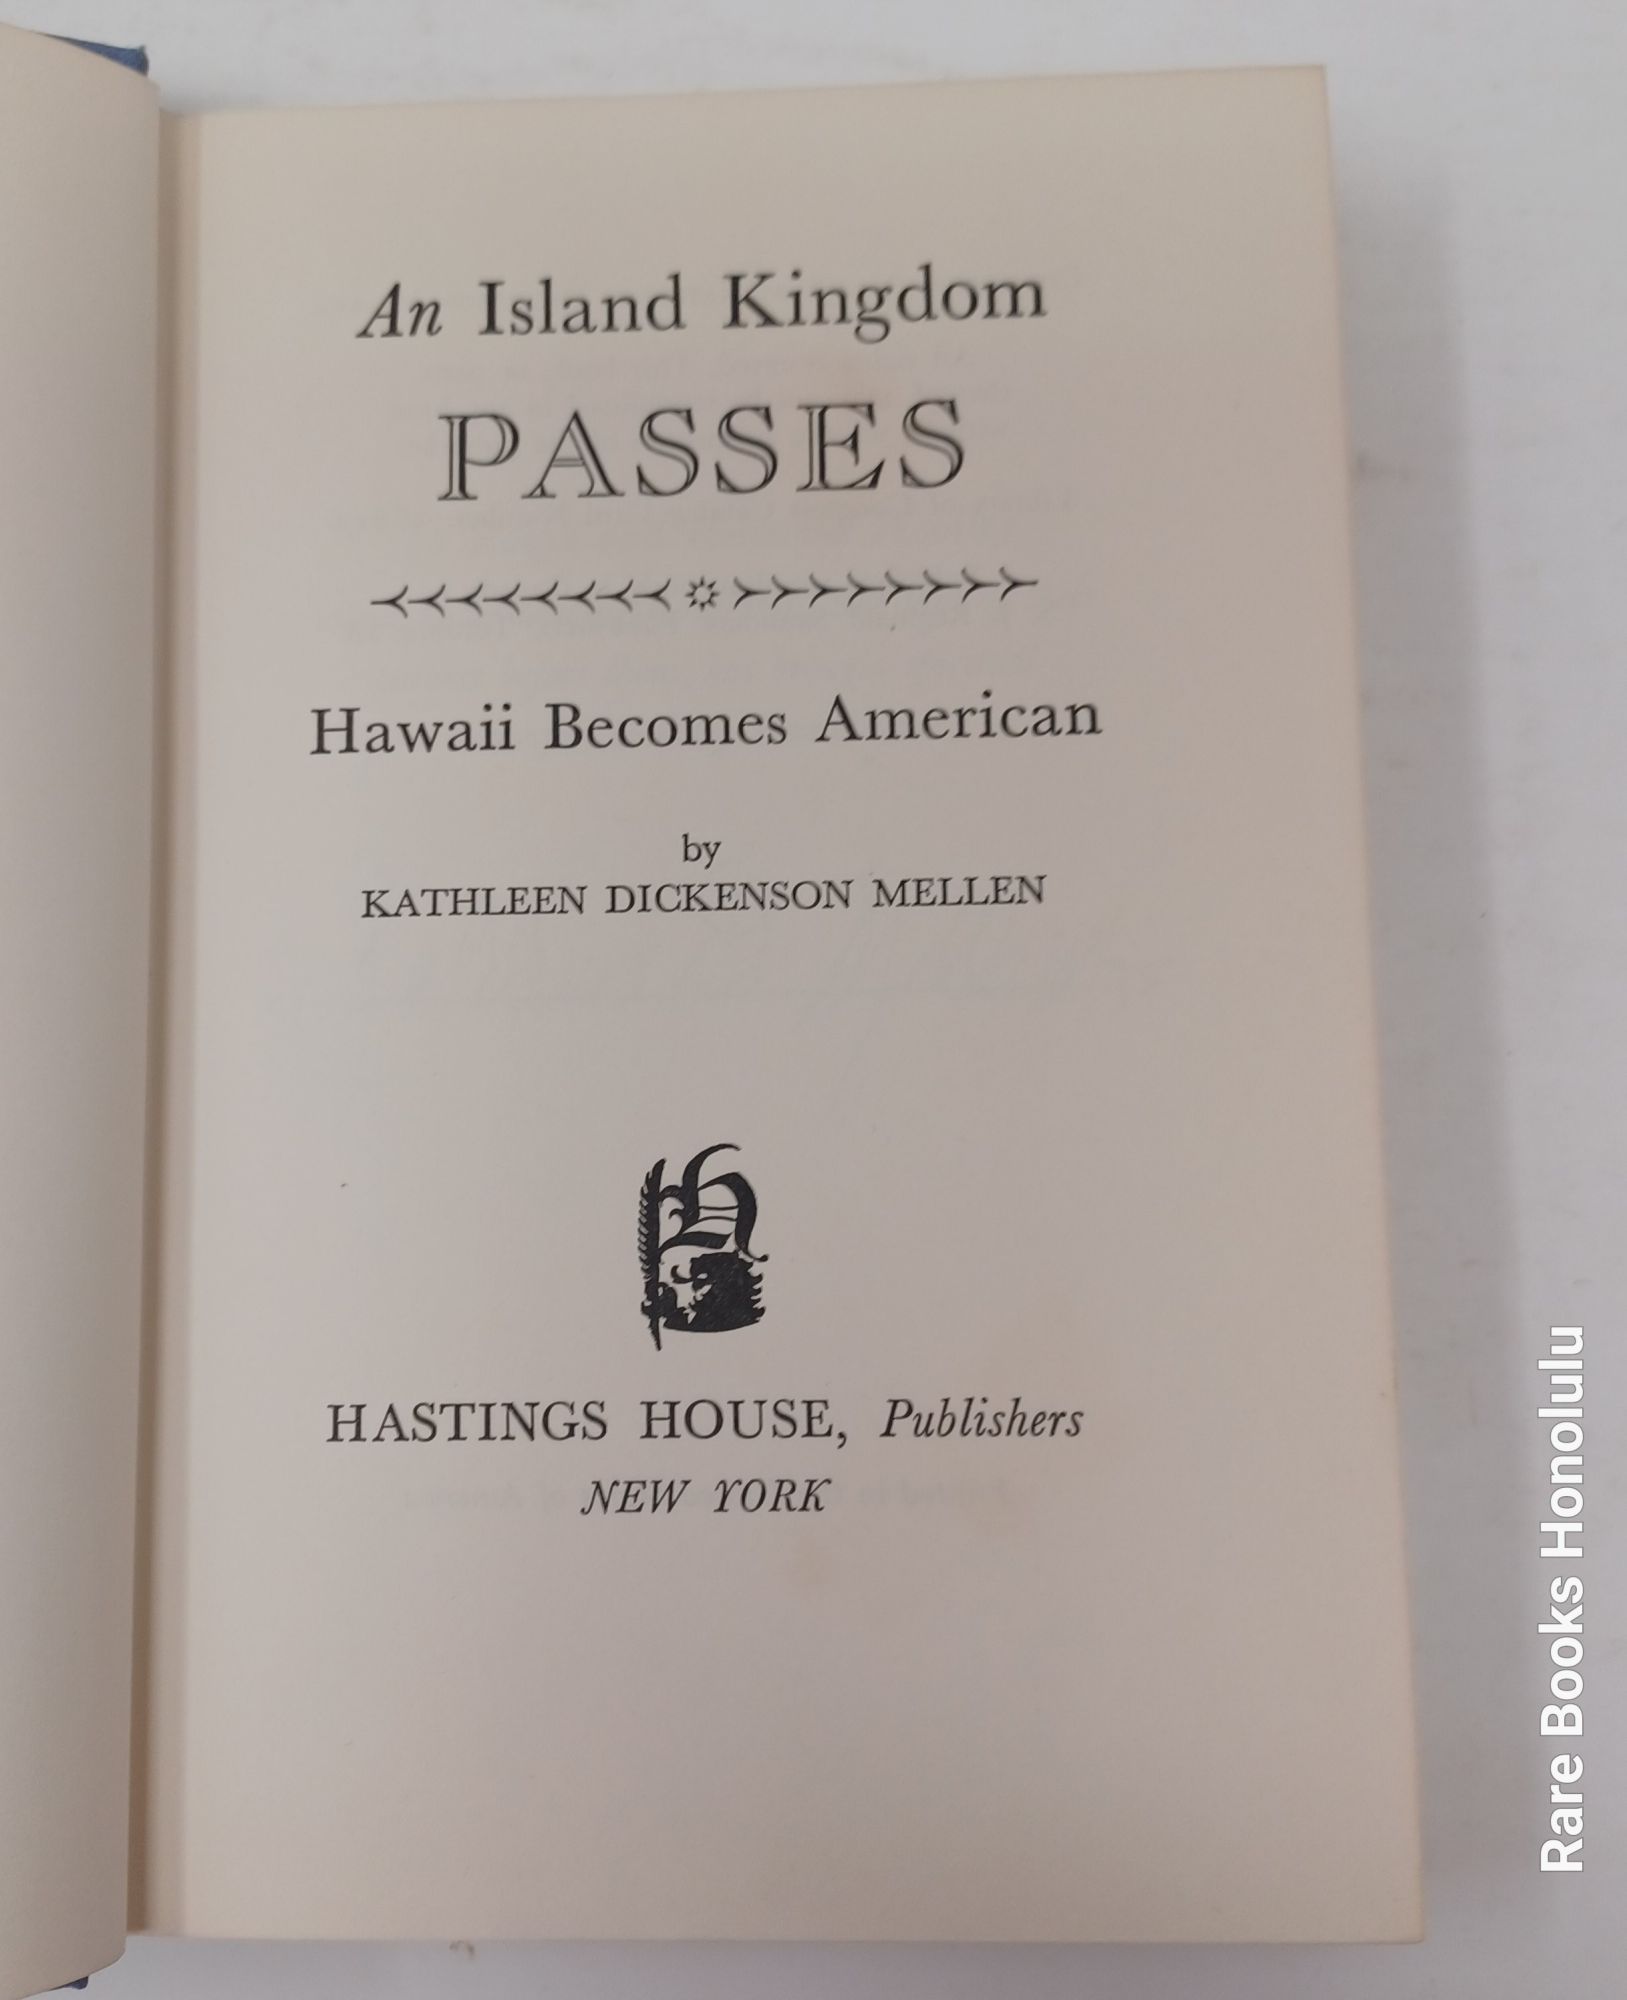 An Island Kingdom
PASSES
Hawaii Becomes American
by
KATHLEEN DICKENSON MELLEN
H
HASTINGS HOUSE, Publishers
NEW YORK
Rare Books Honolulu